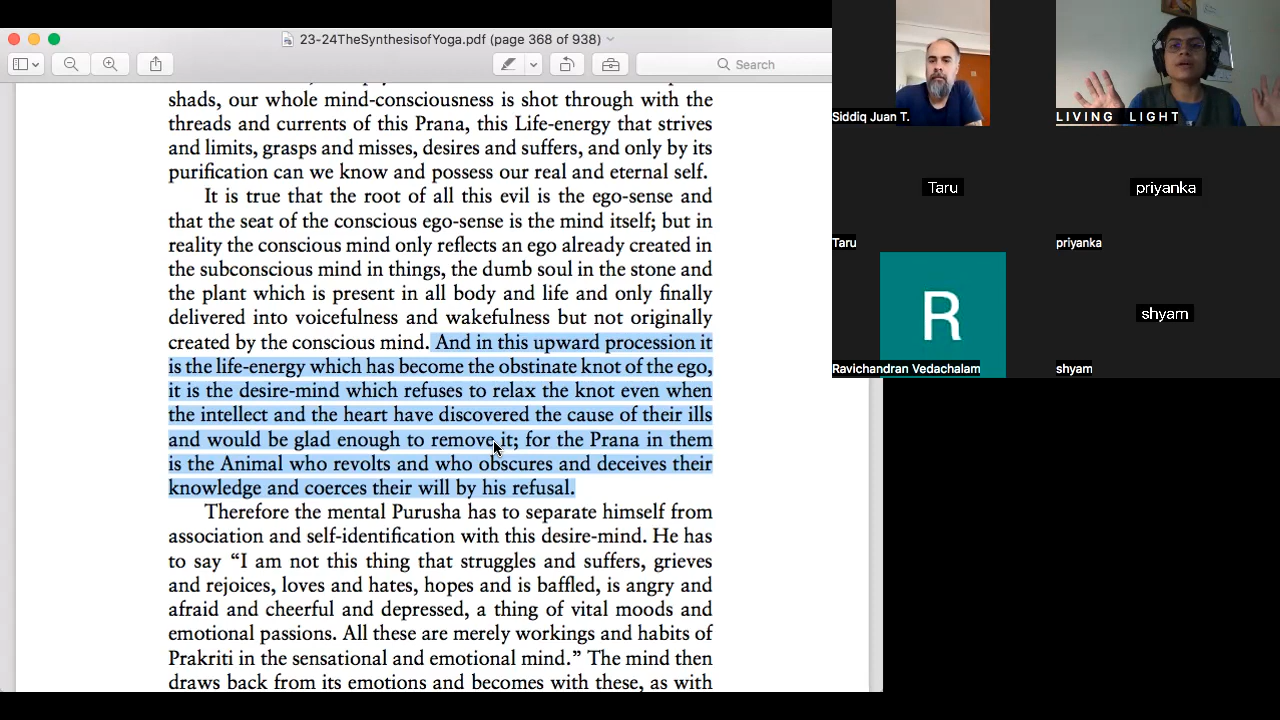 23-24TheSynthesisofYoga.pdf (page 368 of 938)
Search
shads, our whole mind-consciousness is shot through with the
threads and currents of this Prana, this Life-energy that strives
and limits, grasps and misses, desires and suffers, and only by its
purification can we know and possess our real and eternal self.
It is true that the root of all this evil is the ego-sense and
that the seat of the conscious ego-sense is the mind itself; but in
reality the conscious mind only reflects an ego already created in
the subconscious mind in things, the dumb soul in the stone and
the plant which is present in all body and life and only finally
delivered into voicefulness and wakefulness but not originally
created by the conscious mind. And in this upward procession it
is the life-energy which has become the obstinate knot of the ego,
it is the desire-mind which refuses to relax the knot even when
the intellect and the heart have discovered the cause of their ills
and would be glad enough to remove it; for the Prana in them
is the Animal who revolts and who obscures and deceives their
knowledge and coerces their will by his refusal.
Therefore the mental Purusha has to separate himself from
association and self-identification with this desire-mind. He has
to say “I am not this thing that struggles and suffers, grieves
and rejoices, loves and hates, hopes and is baffled, is angry and
afraid and cheerful and depressed, a thing of vital moods and
emotional passions. All these are merely workings and habits of
Prakriti in the sensational and emotional mind.” The mind then
draws back from its emotions and becomes with these, as with
Siddiq Juan T.
LIVING LIGHT
Taru
priyanka
Taru
priyanka
R
shyam
Ravichandran Vedachalam
shyam